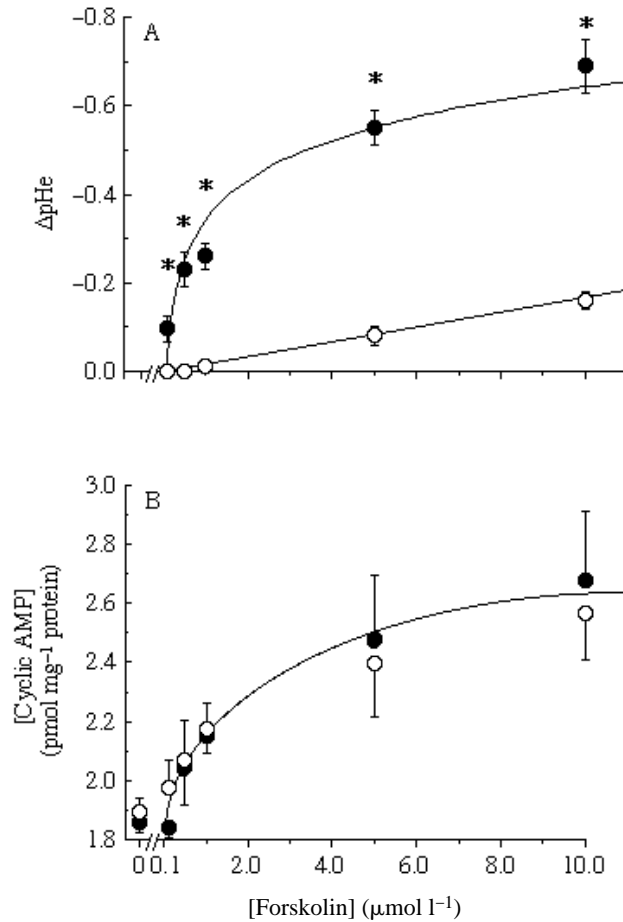 A
ΔpHe
−0.8
−0.6
−0.4
−0.2
0.0
* * * * *
B
[Cyclic AMP]
(pmol mg⁻¹ protein)
3.0
2.8
2.6
2.4
2.2
2.0
1.8
0 0.1 2.0 4.0 6.0 8.0 10.0
[Forskolin] (μmol l⁻¹)